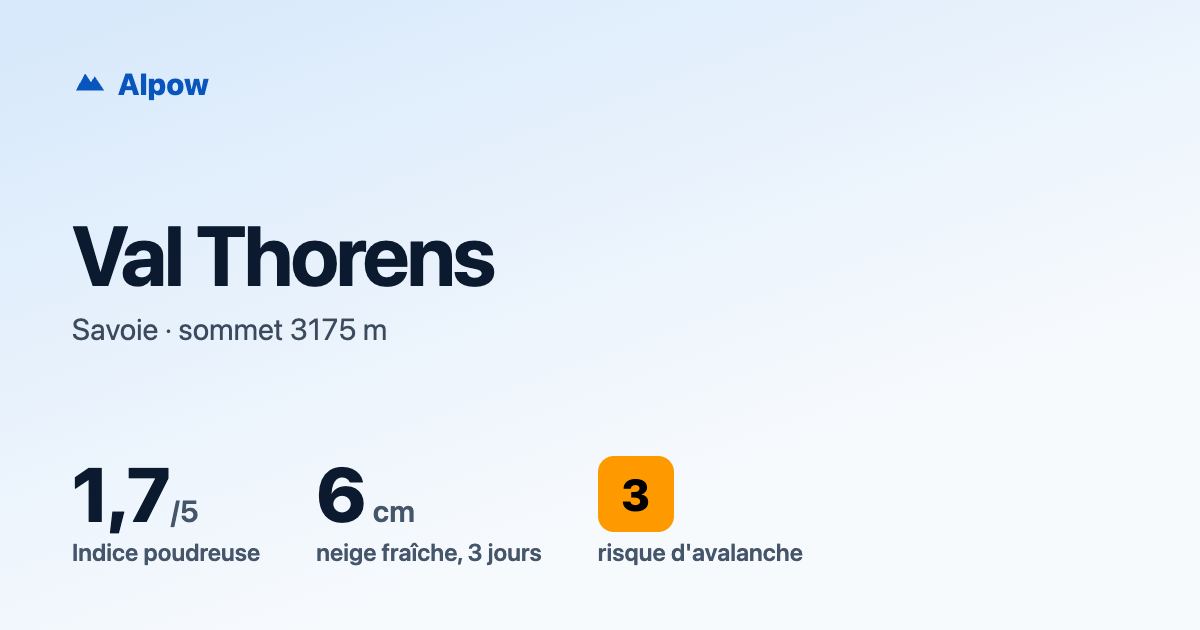 Alpow
Val Thorens
Savoie · sommet 3175 m
1,7/5
Indice poudreuse
6 cm
neige fraîche, 3 jours
3
risque d'avalanche